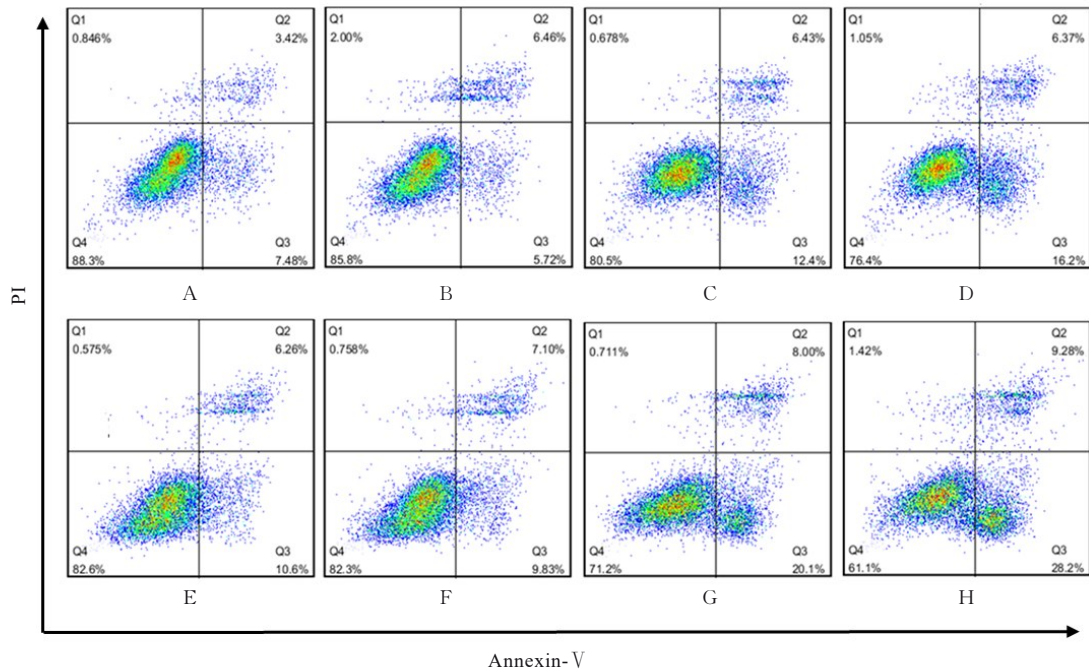 Q1 Q2
0.846% 3.42%
Q4 Q3
88.3% 7.48%
A
Q1 Q2
2.00% 6.46%
Q4 Q3
85.8% 5.72%
B
Q1 Q2
0.678% 6.43%
Q4 Q3
80.5% 12.4%
C
Q1 Q2
1.05% 6.37%
Q4 Q3
76.4% 16.2%
D
PI
Q1 Q2
0.575% 6.26%
Q4 Q3
82.6% 10.6%
E
Q1 Q2
0.758% 7.10%
Q4 Q3
82.3% 9.83%
F
Q1 Q2
0.711% 8.00%
Q4 Q3
71.2% 20.1%
G
Q1 Q2
1.42% 9.28%
Q4 Q3
61.1% 28.2%
H
Annexin-Ⅴ